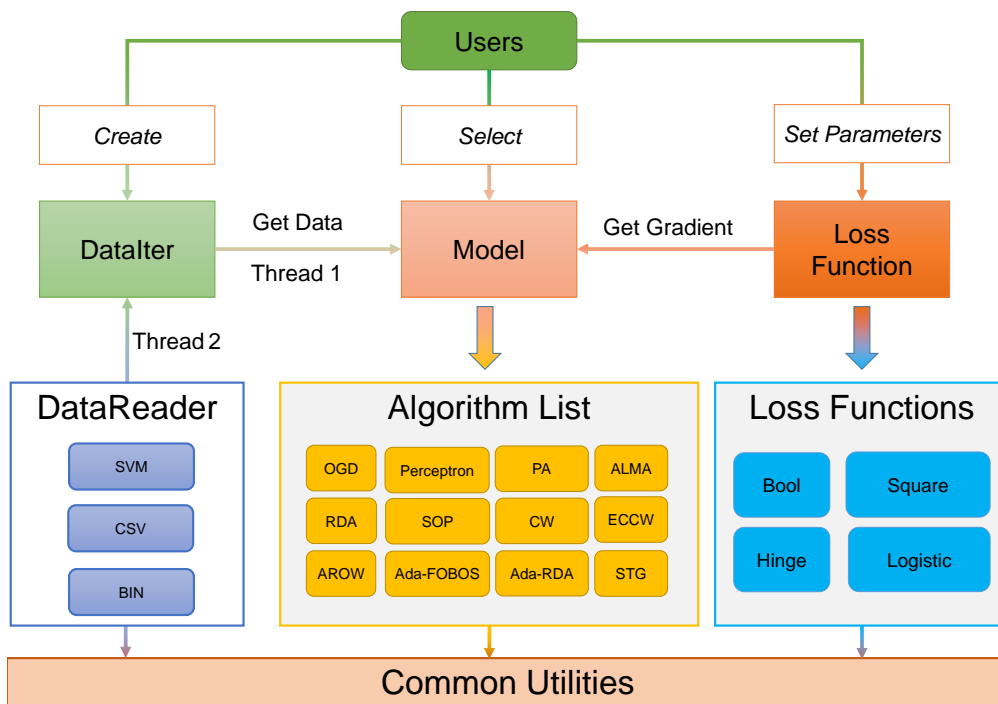 Users
Create
Select
Set Parameters
DataIter
Get Data
Thread 1
Model
Get Gradient
Loss
Function
Thread 2
DataReader
SVM
CSV
BIN
Algorithm List
OGD
Perceptron
PA
ALMA
RDA
SOP
CW
ECCW
AROW
Ada-FOBOS
Ada-RDA
STG
Loss Functions
Bool
Square
Hinge
Logistic
Common Utilities